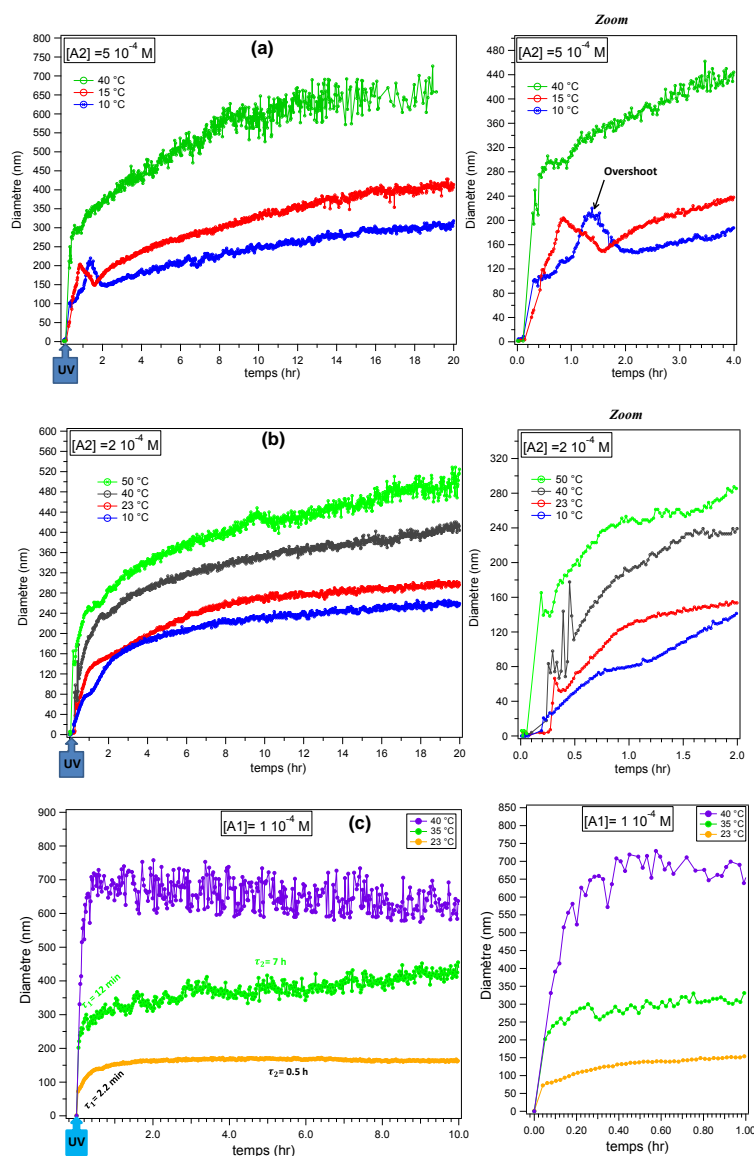 Zoom
[A2] =5 10⁻⁴ M
(a)
40 °C
15 °C
10 °C
Diamètre (nm)
800
750
700
650
600
550
500
450
400
350
300
250
200
150
100
50
0
2
4
6
8
10
12
14
16
18
20
temps (hr)
UV
[A2] =5 10⁻⁴ M
40 °C
15 °C
10 °C
Overshoot
Diamètre (nm)
480
440
400
360
320
280
240
200
160
120
80
40
0
0.0
1.0
2.0
3.0
4.0
temps (hr)
Zoom
[A2] =2 10⁻⁴ M
(b)
50 °C
40 °C
23 °C
10 °C
Diamètre (nm)
600
560
520
480
440
400
360
320
280
240
200
160
120
80
40
0
2
4
6
8
10
12
14
16
18
20
temps (hr)
UV
[A2] =2 10⁻⁴ M
50 °C
40 °C
23 °C
10 °C
Diamètre (nm)
320
280
240
200
160
120
80
40
0
0.0
0.5
1.0
1.5
2.0
temps (hr)
[A1]= 1 10⁻⁴ M
(c)
40 °C
35 °C
23 °C
τ₁= 12 min
τ₂= 7 h
τ₁= 2.2 min
τ₂= 0.5 h
Diamètre (nm)
900
800
700
600
500
400
300
200
100
0
2.0
4.0
6.0
8.0
10.0
temps (hr)
UV
[A1]= 1 10⁻⁴ M
40 °C
35 °C
23 °C
Diamètre (nm)
850
800
750
700
650
600
550
500
450
400
350
300
250
200
150
100
50
0
0.00
0.20
0.40
0.60
0.80
1.00
temps (hr)